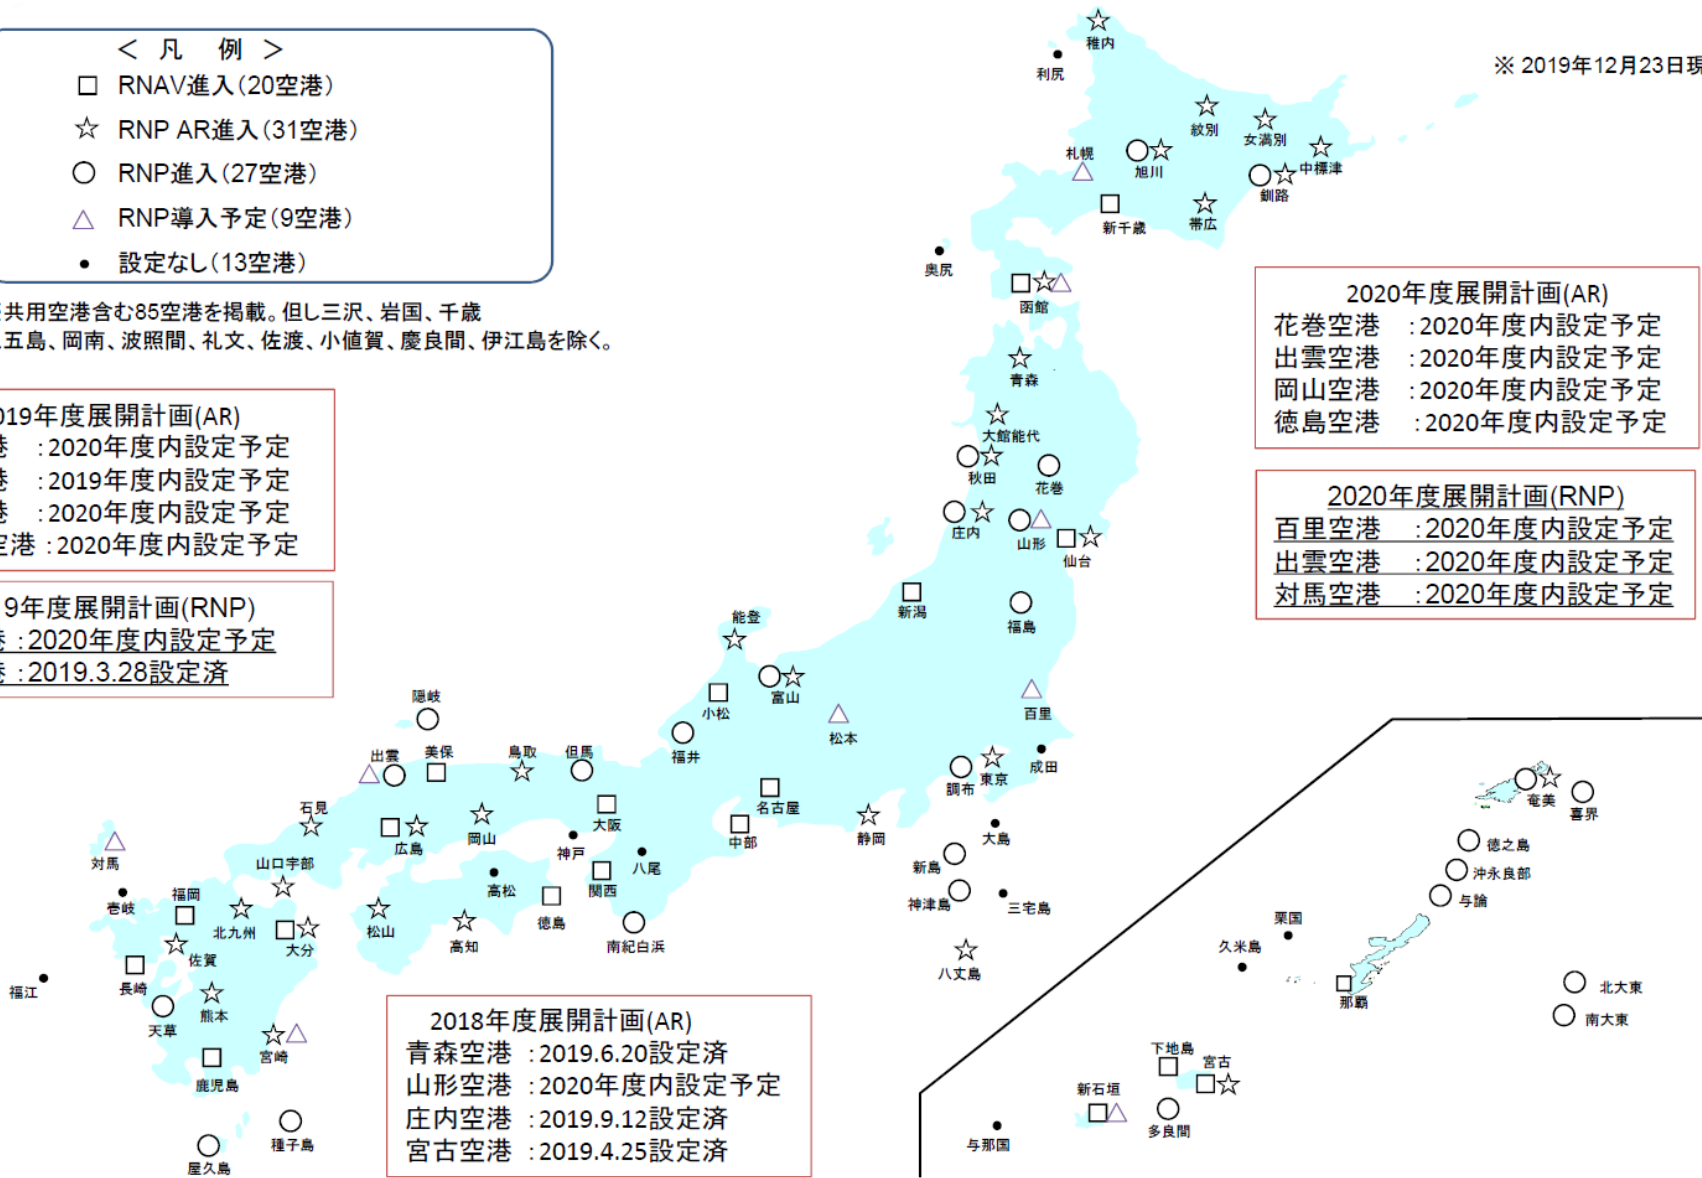 ＜ 凡 例 ＞
RNAV進入（20空港）
RNP AR進入（31空港）
RNP進入（27空港）
RNP導入予定（9空港）
設定なし（13空港）
共用空港含む85空港を掲載。但し三沢、岩国、千歳
五島、岡南、波照間、礼文、佐渡、小値賀、慶良間、伊江島を除く。
※ 2019年12月23日現
稚内
利尻
紋別
女満別
中標津
札幌
旭川
釧路
新千歳
帯広
奥尻
函館
青森
大館能代
秋田
花巻
庄内
山形
仙台
新潟
福島
能登
富山
小松
松本
百里
福井
隠岐
出雲
美保
鳥取
但馬
成田
調布
東京
名古屋
石見
大阪
中部
静岡
広島
岡山
神戸
八尾
大島
対馬
山口宇部
高松
関西
新島
壱岐
福岡
徳島
神津島
三宅島
北九州
大分
松山
高知
南紀白浜
佐賀
八丈島
長崎
福江
天草
熊本
宮崎
鹿児島
種子島
屋久島
奄美
喜界
徳之島
沖永良部
与論
粟国
久米島
那覇
北大東
南大東
下地島
宮古
新石垣
多良間
与那国
2020年度展開計画(AR)
花巻空港 ：2020年度内設定予定
出雲空港 ：2020年度内設定予定
岡山空港 ：2020年度内設定予定
徳島空港 ：2020年度内設定予定
2020年度展開計画(RNP)
百里空港 ：2020年度内設定予定
出雲空港 ：2020年度内設定予定
対馬空港 ：2020年度内設定予定
019年度展開計画(AR)
港 ：2020年度内設定予定
港 ：2019年度内設定予定
港 ：2020年度内設定予定
空港 ：2020年度内設定予定
9年度展開計画(RNP)
港 ：2020年度内設定予定
港 ：2019.3.28設定済
2018年度展開計画(AR)
青森空港 ：2019.6.20設定済
山形空港 ：2020年度内設定予定
庄内空港 ：2019.9.12設定済
宮古空港 ：2019.4.25設定済